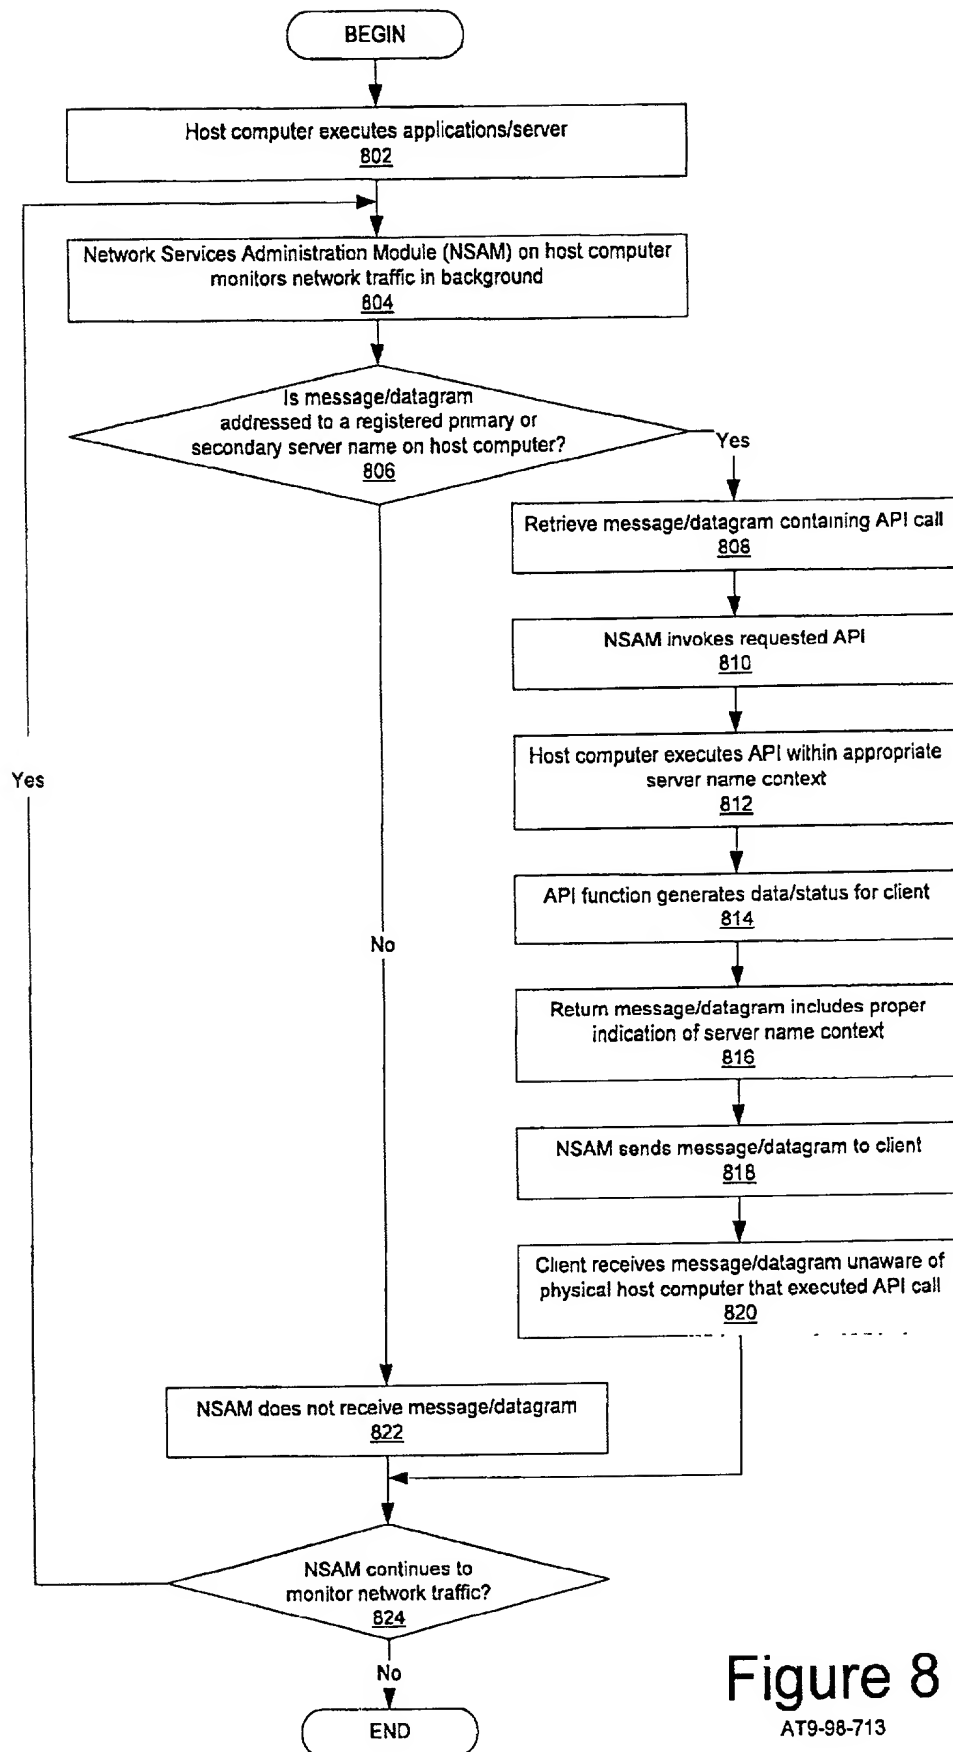 BEGIN
Host computer executes applications/server
802
Network Services Administration Module (NSAM) on host computer
monitors network traffic in background
804
Is message/datagram
addressed to a registered primary or
secondary server name on host computer?
806
Yes
Retrieve message/datagram containing API call
808
NSAM invokes requested API
810
Host computer executes API within appropriate
server name context
812
Yes
API function generates data/status for client
814
No
Return message/datagram includes proper
indication of server name context
816
NSAM sends message/datagram to client
818
Client receives message/datagram unaware of
physical host computer that executed API call
820
NSAM does not receive message/datagram
822
NSAM continues to
monitor network traffic?
824
No
END
Figure 8
AT9-98-713